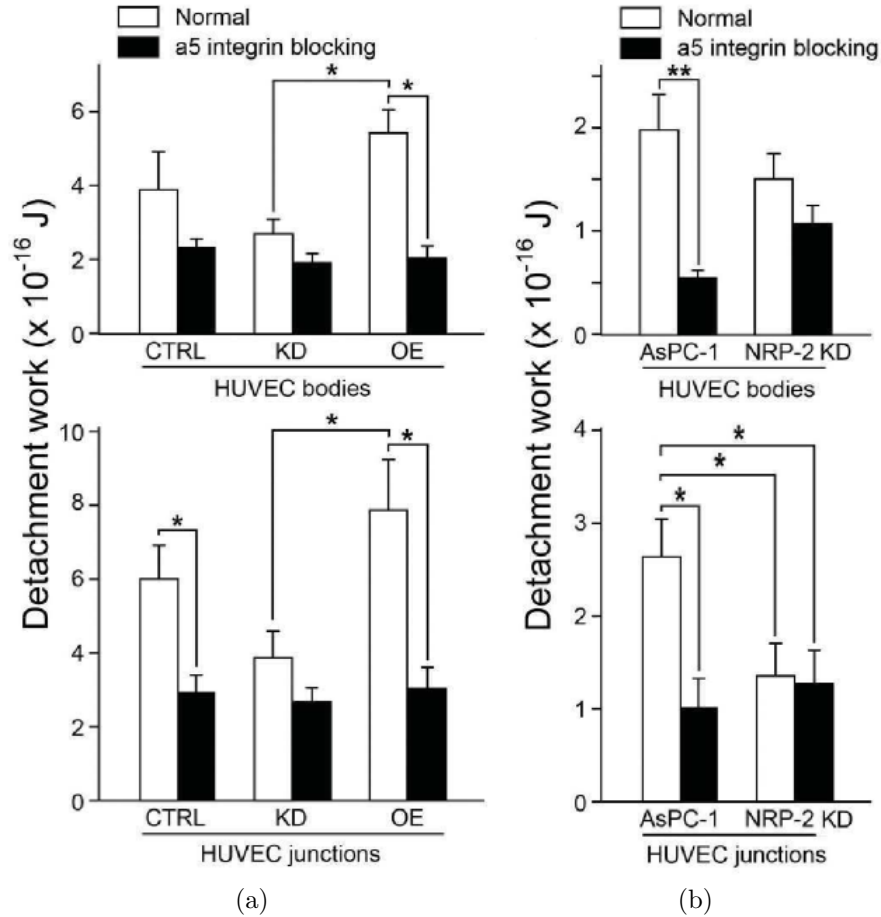 Normal
a5 integrin blocking
Detachment work (x 10-16 J)
6
4
2
0
*
*
CTRL KD OE
HUVEC bodies
10
8
6
4
2
0
*
*
*
CTRL KD OE
HUVEC junctions
(a)
Normal
a5 integrin blocking
Detachment work (x 10-16 J)
2
1
0
**
AsPC-1 NRP-2 KD
HUVEC bodies
4
3
2
1
0
*
*
*
AsPC-1 NRP-2 KD
HUVEC junctions
(b)